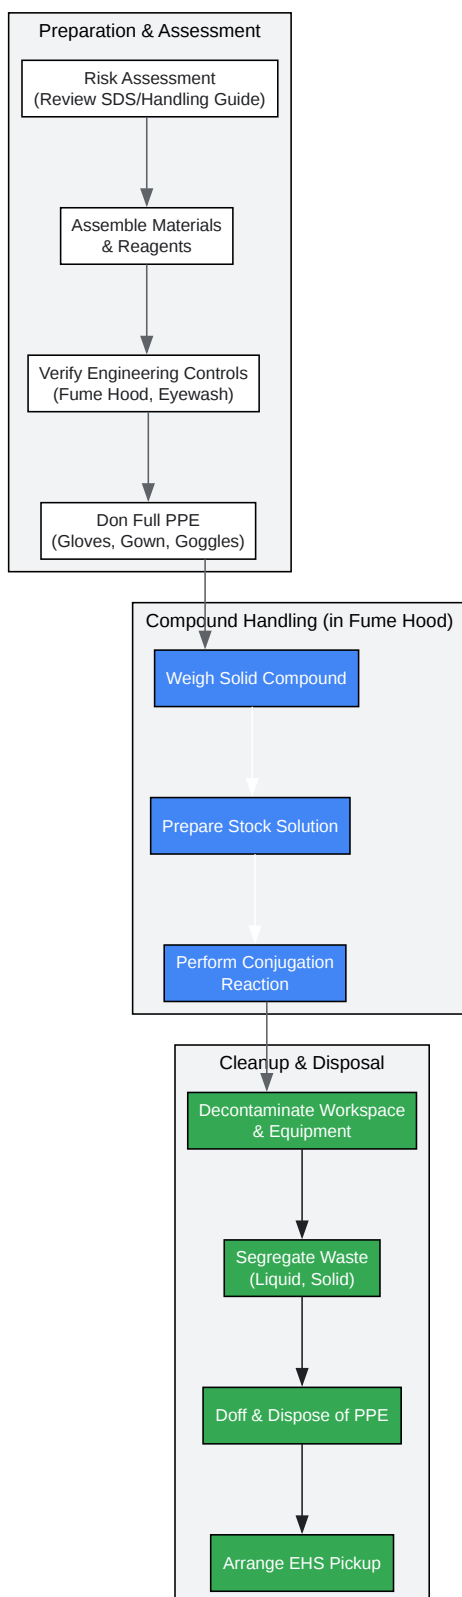 Preparation & Assessment
Risk Assessment
(Review SDS/Handling Guide)
Assemble Materials
& Reagents
Verify Engineering Controls
(Fume Hood, Eyewash)
Don Full PPE
(Gloves, Gown, Goggles)
Compound Handling (in Fume Hood)
Weigh Solid Compound
Prepare Stock Solution
Perform Conjugation
Reaction
Cleanup & Disposal
Decontaminate Workspace
& Equipment
Segregate Waste
(Liquid, Solid)
Doff & Dispose of PPE
Arrange EHS Pickup